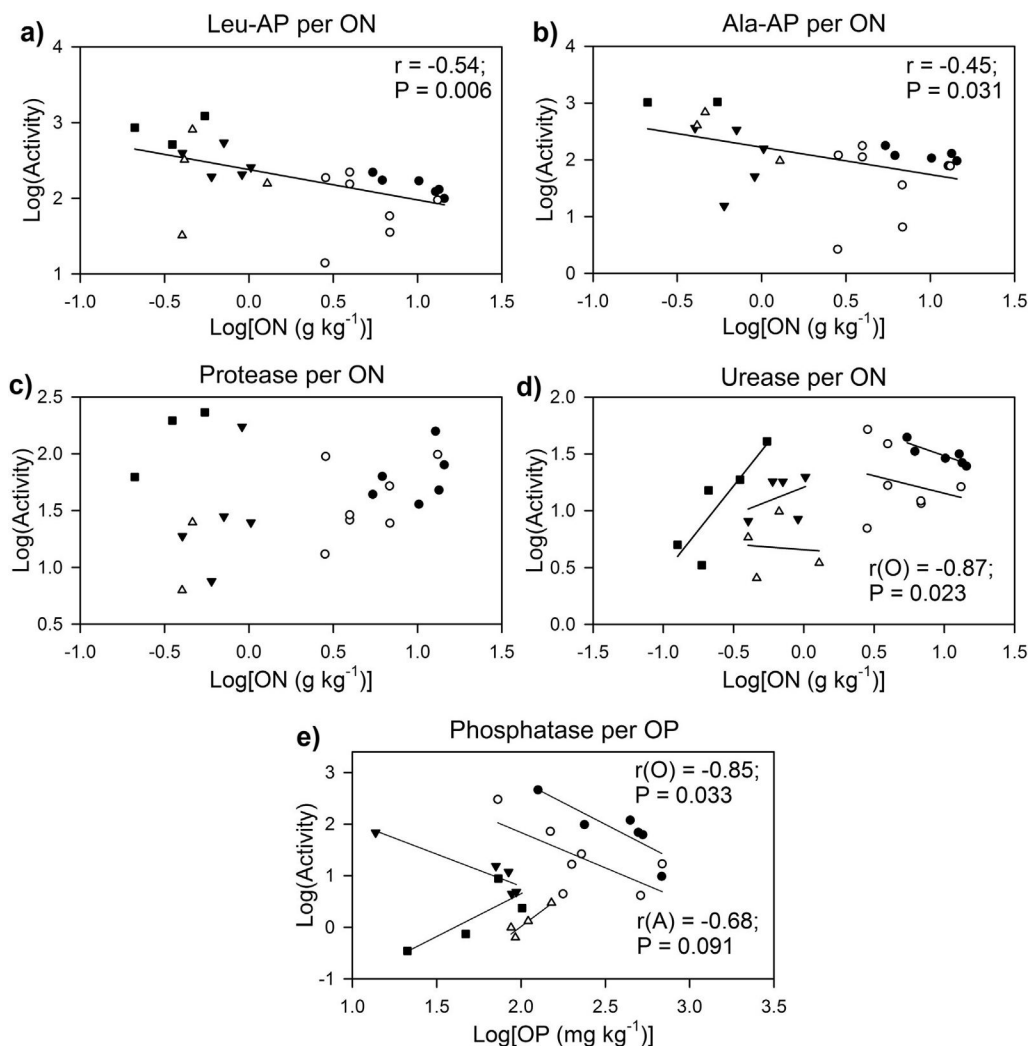 a) Leu-AP per ON
r = -0.54;
P = 0.006
Log(Activity)
4
3
2
1
-1.0 -0.5 0.0 0.5 1.0 1.5
Log[ON (g kg⁻¹)]
b) Ala-AP per ON
r = -0.45;
P = 0.031
Log(Activity)
4
3
2
1
0
-1.0 -0.5 0.0 0.5 1.0 1.5
Log[ON (g kg⁻¹)]
c) Protease per ON
Log(Activity)
2.5
2.0
1.5
1.0
0.5
-1.0 -0.5 0.0 0.5 1.0 1.5
Log[ON (g kg⁻¹)]
d) Urease per ON
Log(Activity)
2.0
1.5
1.0
0.5
0.0
r(O) = -0.87;
P = 0.023
-1.5 -1.0 -0.5 0.0 0.5 1.0 1.5
Log[ON (g kg⁻¹)]
e) Phosphatase per OP
r(O) = -0.85;
P = 0.033
Log(Activity)
3
2
1
0
-1
r(A) = -0.68;
P = 0.091
1.0 1.5 2.0 2.5 3.0 3.5
Log[OP (mg kg⁻¹)]